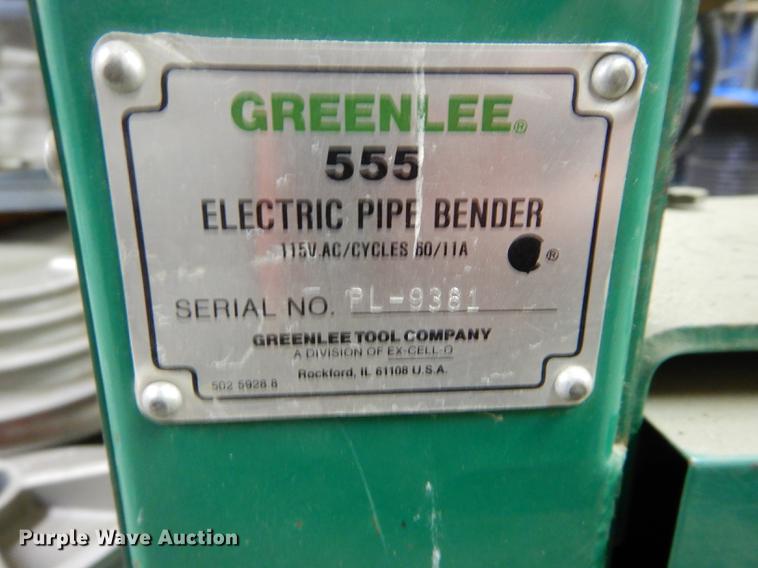 GREENLEE®
555
ELECTRIC PIPE BENDER
115V.AC/CYCLES 60/11A ®
SERIAL NO. PL-9381
GREENLEE TOOL COMPANY
A DIVISION OF EX-CELL-O
Rockford, IL 61108 U.S.A.
502 5928.8
Purple Wave Auction